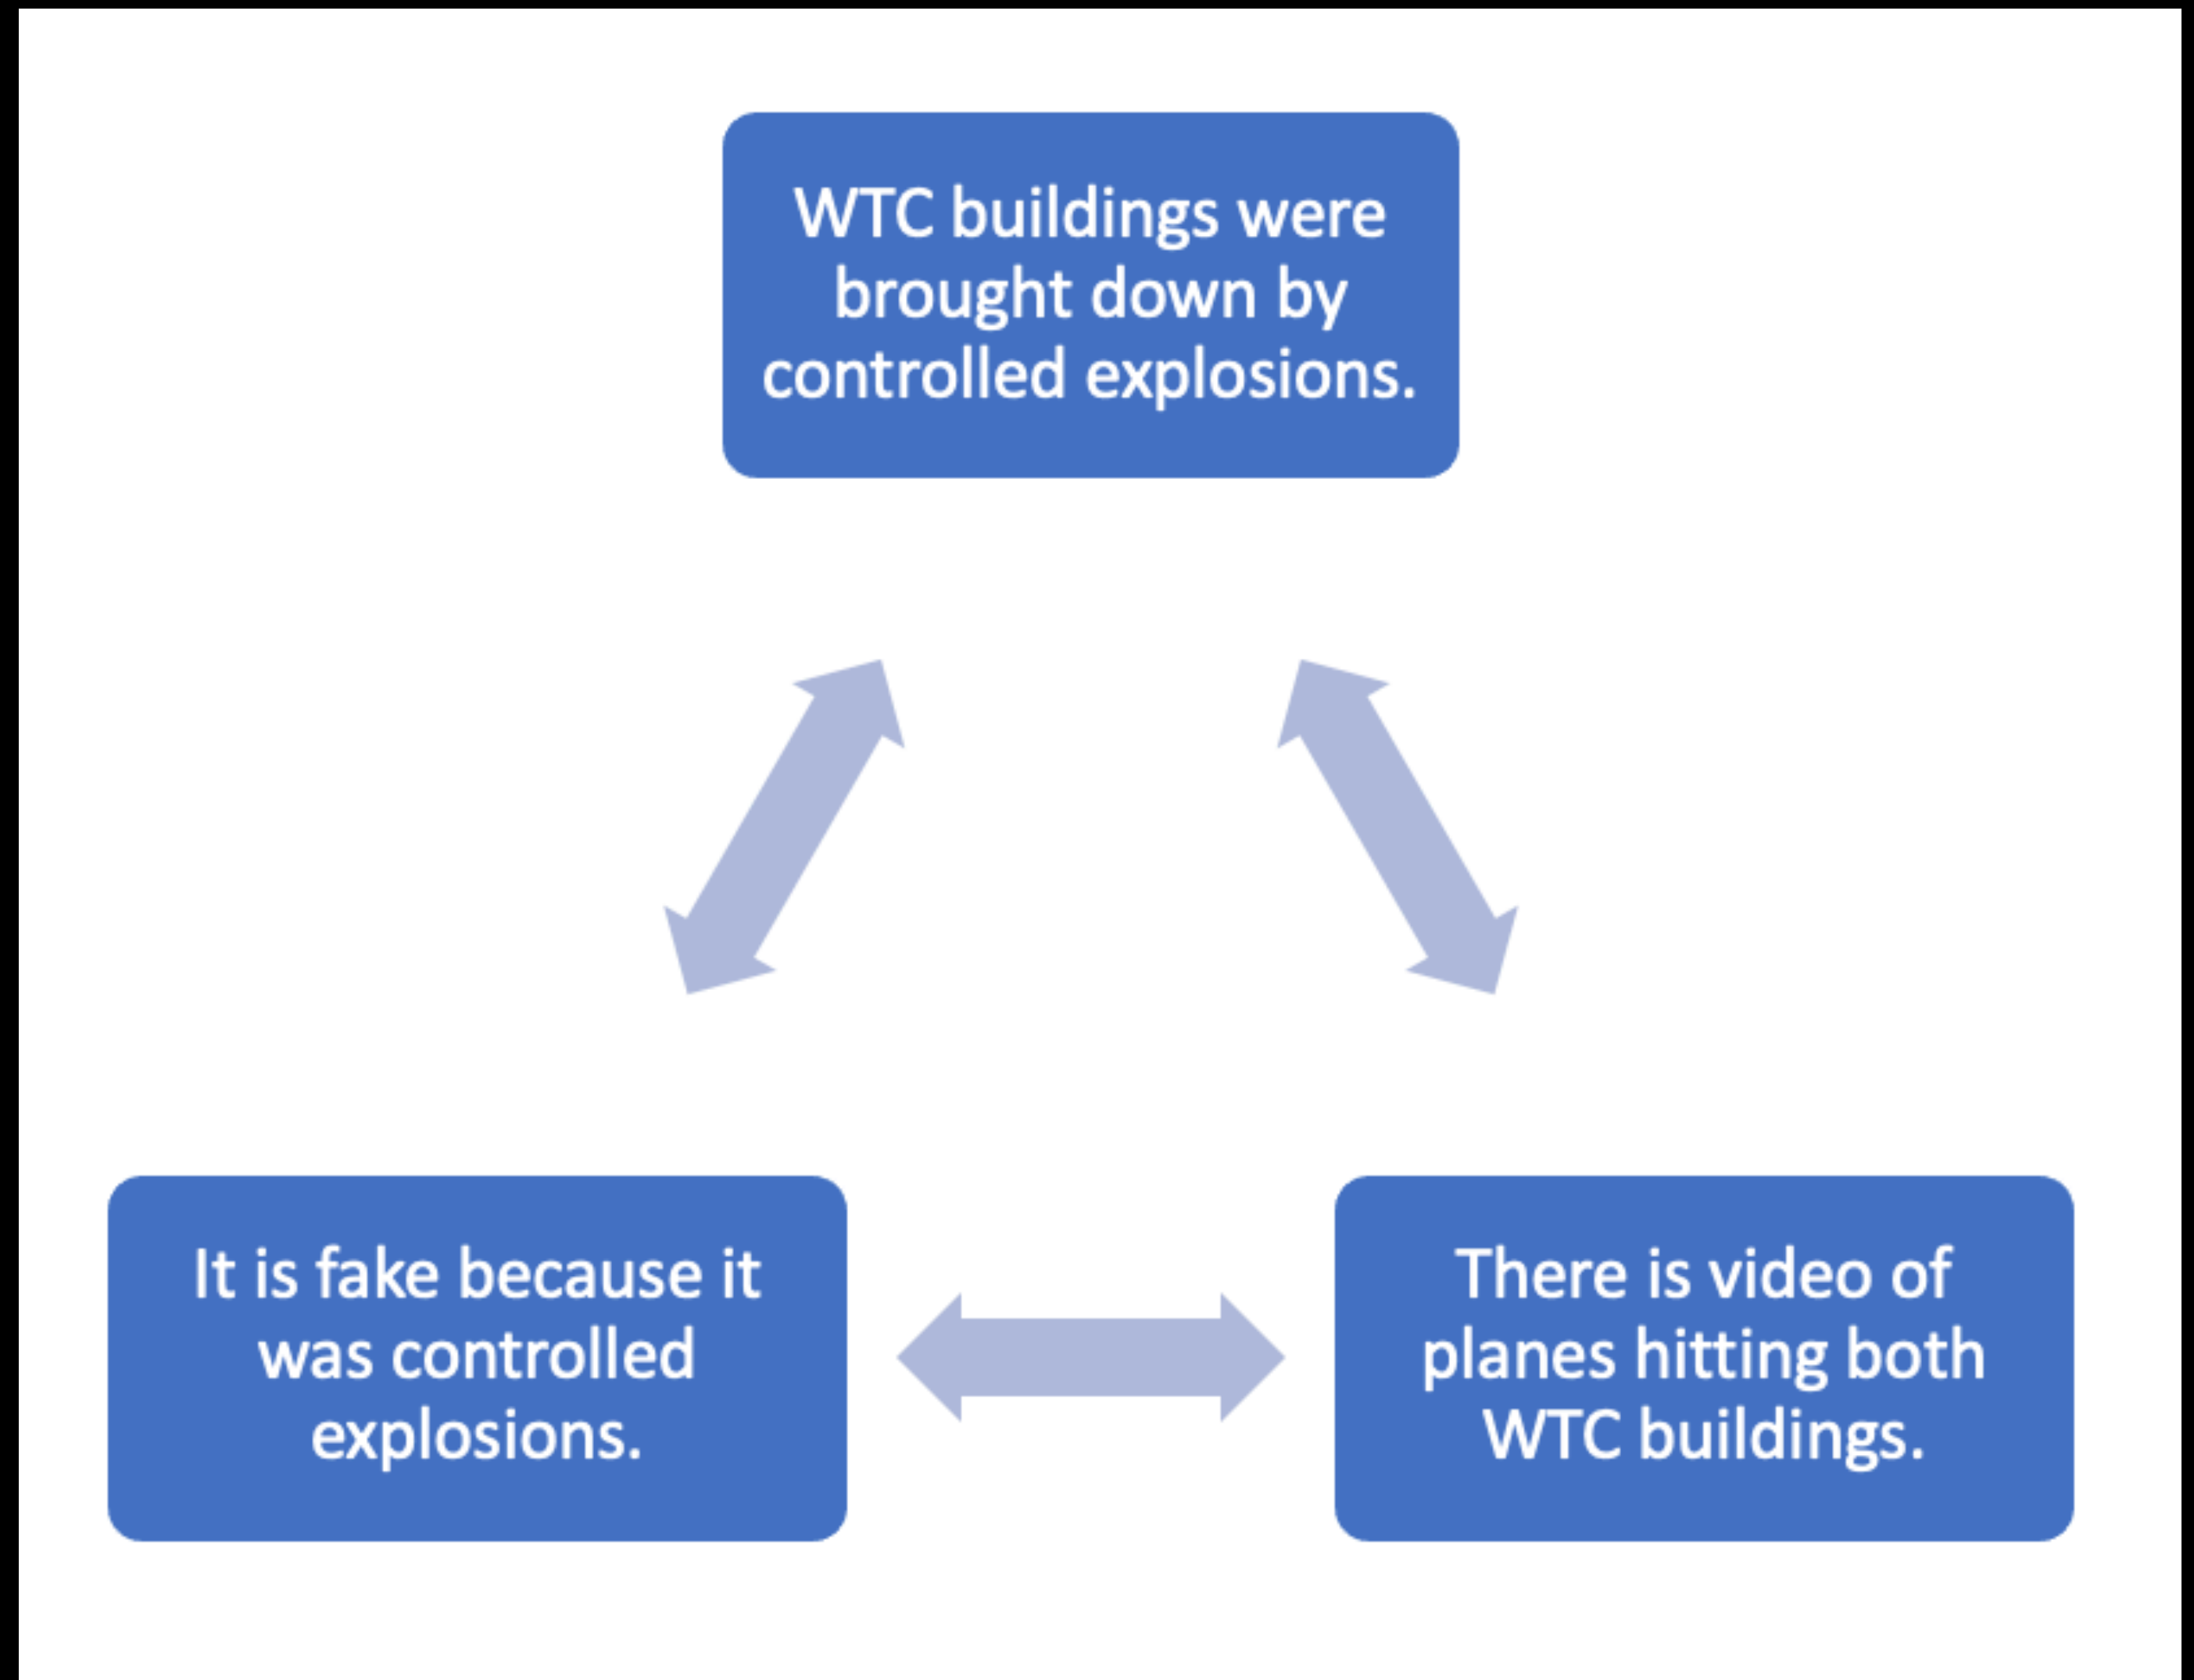 WTC buildings were
brought down by
controlled explosions.
It is fake because it
was controlled
explosions.
There is video of
planes hitting both
WTC buildings.